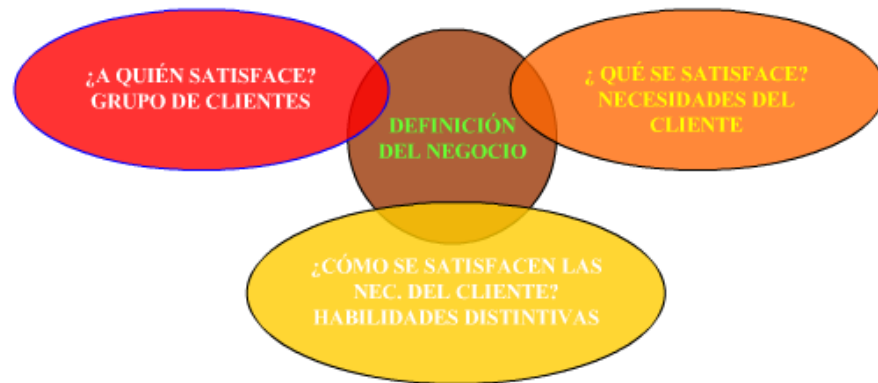 ¿A QUIÉN SATISFACE?
GRUPO DE CLIENTES
DEFINICIÓN
DEL NEGOCIO
¿ QUÉ SE SATISFACE?
NECESIDADES DEL
CLIENTE
¿CÓMO SE SATISFACEN LAS
NEC. DEL CLIENTE?
HABILIDADES DISTINTIVAS